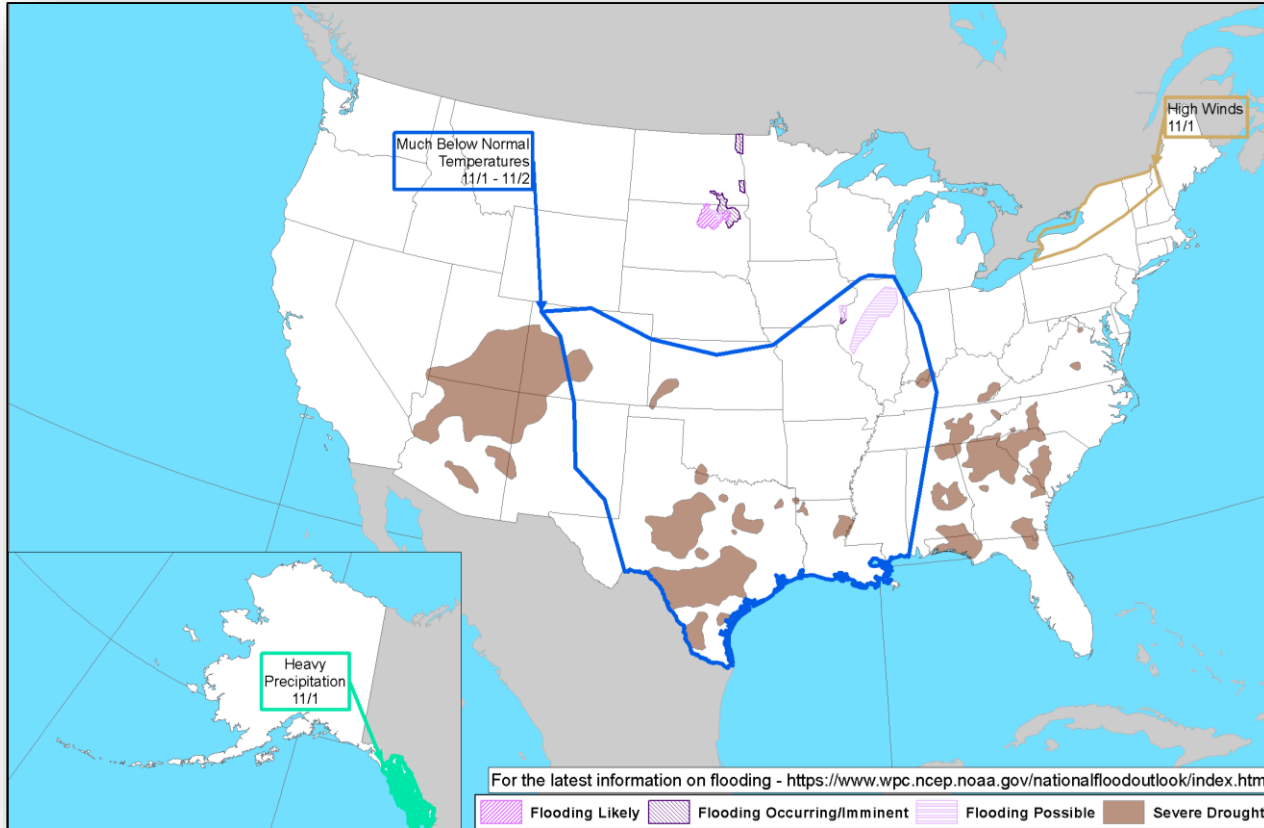 High Winds
11/1
Much Below Normal
Temperatures
11/1 - 11/2
Heavy
Precipitation
11/1
For the latest information on flooding - https://www.wpc.ncep.noaa.gov/nationalfloodoutlook/index.htm
Flooding Likely
Flooding Occurring/Imminent
Flooding Possible
Severe Drought